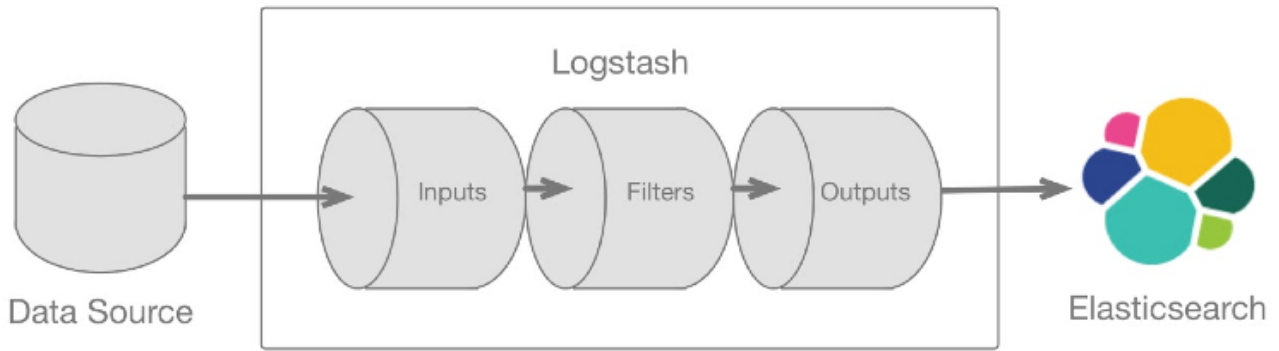 Logstash
Inputs
Filters
Outputs
Data Source
Elasticsearch